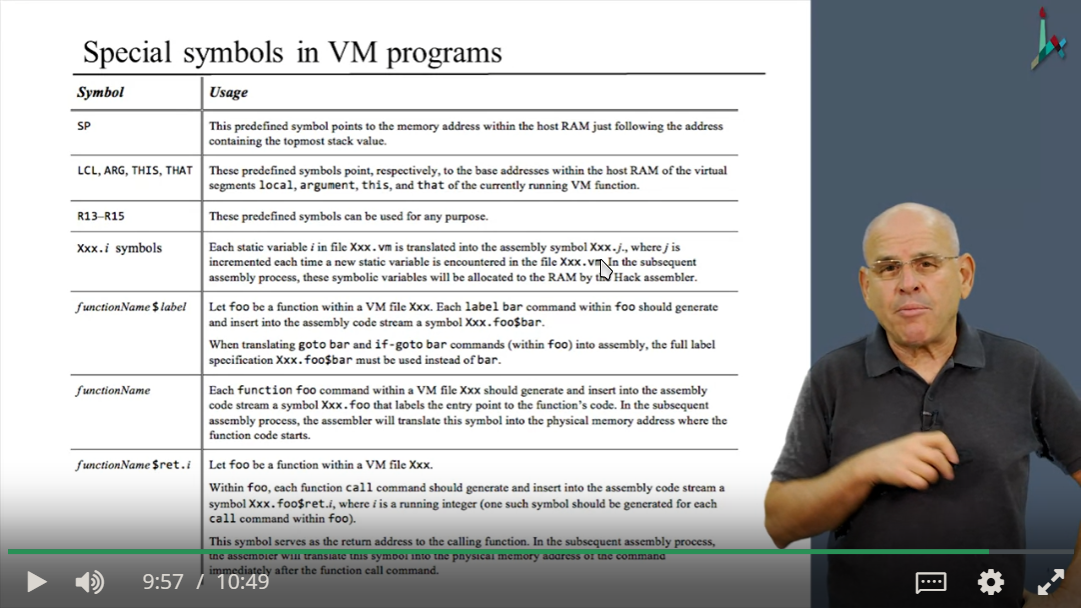 Special symbols in VM programs
Symbol Usage
SP This predefined symbol points to the memory address within the host RAM just following the address
containing the topmost stack value.
LCL, ARG, THIS, THAT These predefined symbols point, respectively, to the base addresses within the host RAM of the virtual
segments local, argument, this, and that of the currently running VM function.
R13–R15 These predefined symbols can be used for any purpose.
Xxx.i symbols Each static variable i in file Xxx.vm is translated into the assembly symbol Xxx.j., where j is
incremented each time a new static variable is encountered in the file Xxx.vm. In the subsequent
assembly process, these symbolic variables will be allocated to the RAM by the Hack assembler.
functionName$label Let foo be a function within a VM file Xxx. Each label bar command within foo should generate
and insert into the assembly code stream a symbol Xxx.foo$bar.
When translating goto bar and if-goto bar commands (within foo) into assembly, the full label
specification Xxx.foo$bar must be used instead of bar.
functionName Each function foo command within a VM file Xxx should generate and insert into the assembly
code stream a symbol Xxx.foo that labels the entry point to the function's code. In the subsequent
assembly process, the assembler will translate this symbol into the physical memory address where the
function code starts.
functionName$ret.i Let foo be a function within a VM file Xxx.
Within foo, each function call command should generate and insert into the assembly code stream a
symbol Xxx.foo$ret.i, where i is a running integer (one such symbol should be generated for each
call command within foo).
This symbol serves as the return address to the calling function. In the subsequent assembly process,
the assembler will translate this symbol into the physical memory address of the command
immediately after the function call command.
9:57 / 10:49